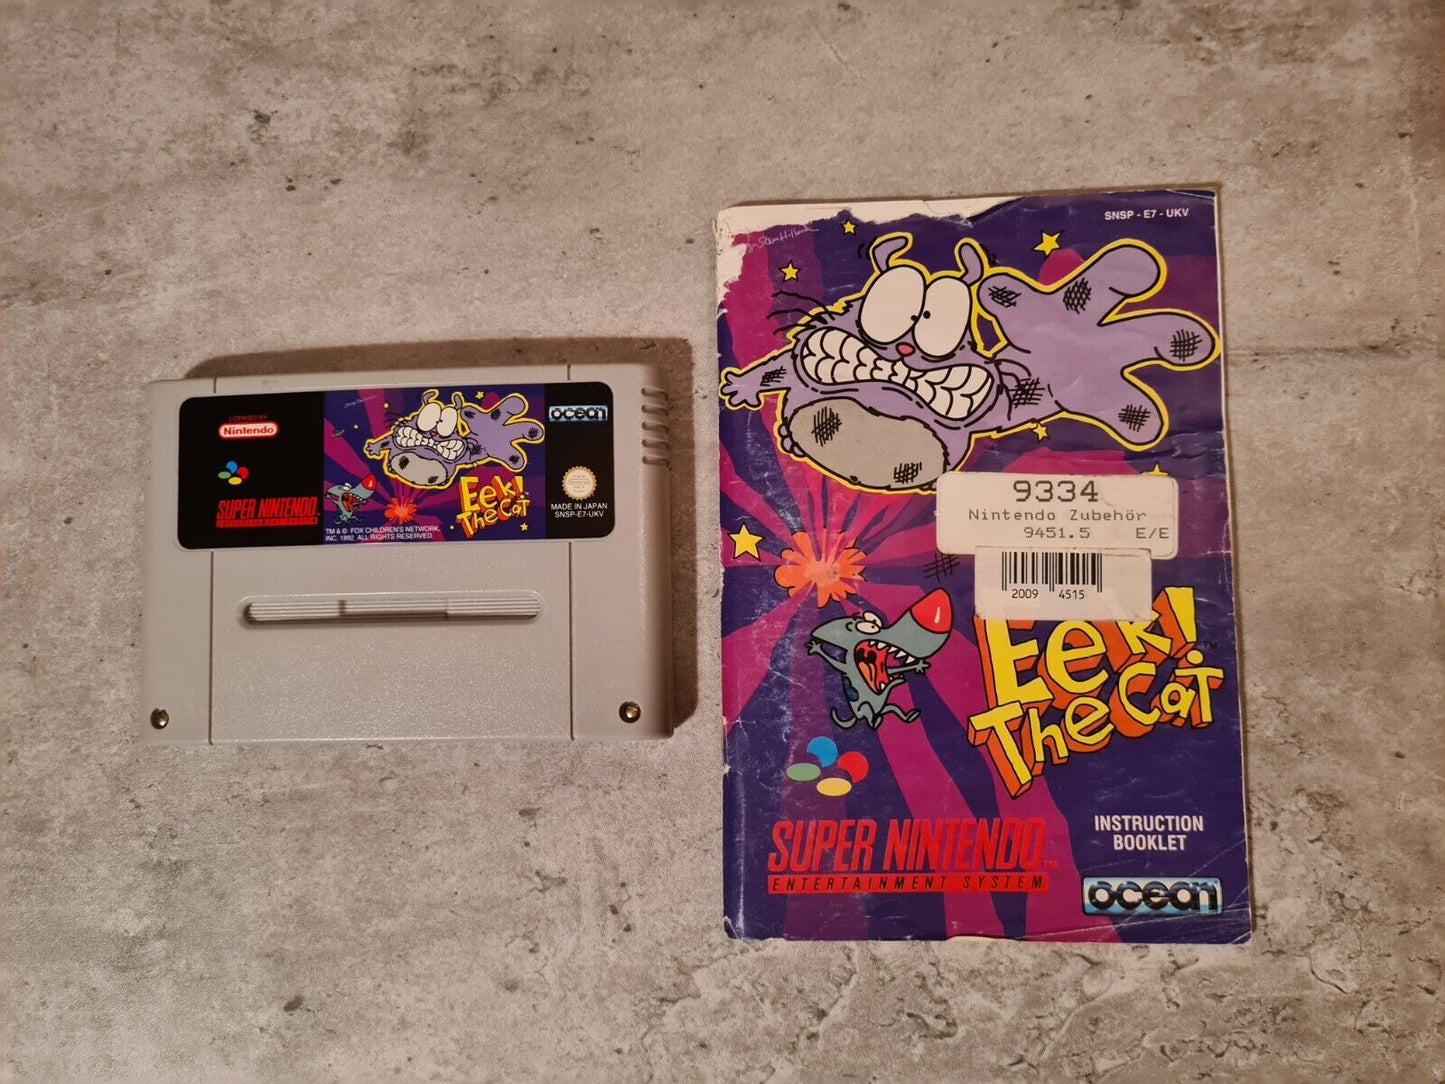 LICENSED BY
Nintendo
SUPER NINTENDO
ENTERTAINMENT SYSTEM
Eek!
The Cat
TM & © FOX CHILDREN'S NETWORK,
INC. 1992. ALL RIGHTS RESERVED.
ocean
MADE IN JAPAN
SNSP-E7-UKV
SNSP - E7 - UKV
9334
Nintendo Zubehör
9451.5 E/E
2009 4515
Eek!™
The Cat
SUPER NINTENDO™
ENTERTAINMENT SYSTEM
INSTRUCTION
BOOKLET
ocean